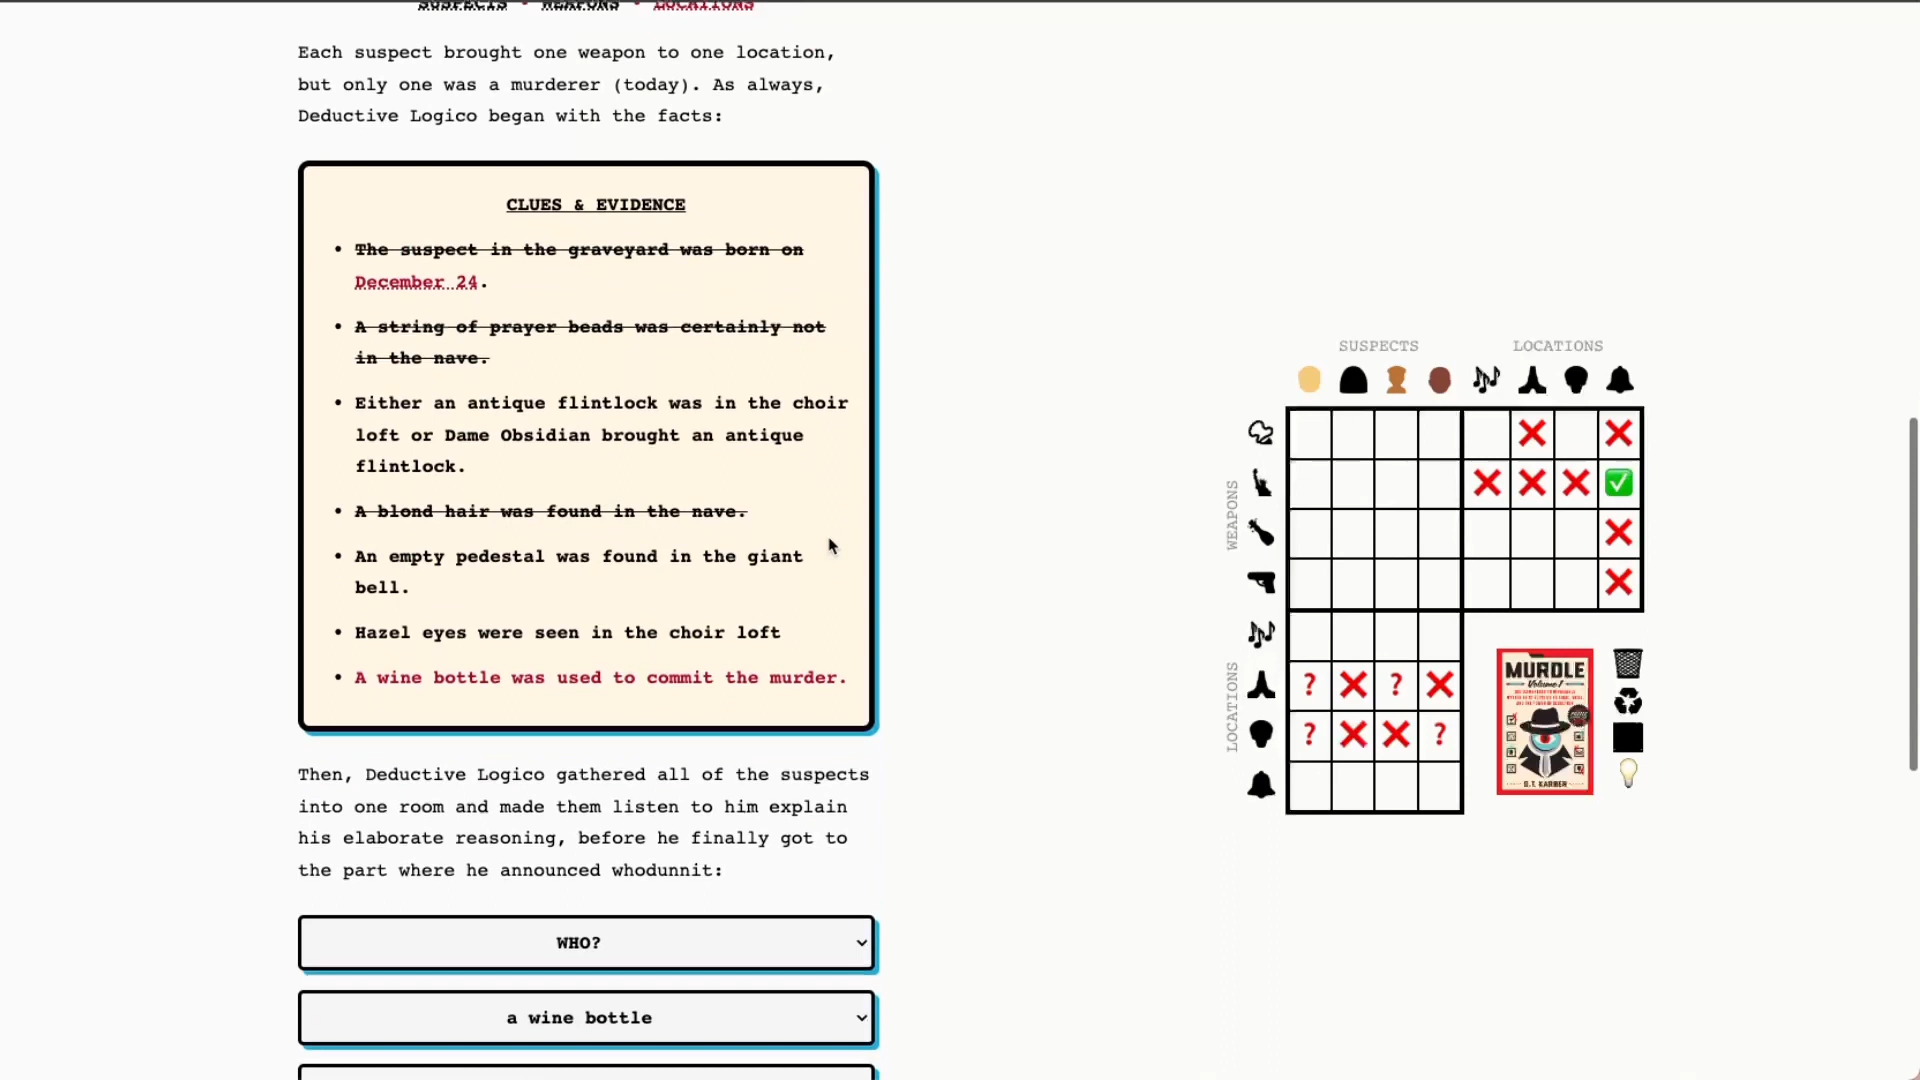 SUSPECTS • WEAPONS • LOCATIONS
Each suspect brought one weapon to one location,
but only one was a murderer (today). As always,
Deductive Logico began with the facts:
CLUES & EVIDENCE
• The suspect in the graveyard was born on
December 24.
• A string of prayer beads was certainly not
in the nave.
• Either an antique flintlock was in the choir
loft or Dame Obsidian brought an antique
flintlock.
• A blond hair was found in the nave.
• An empty pedestal was found in the giant
bell.
• Hazel eyes were seen in the choir loft
• A wine bottle was used to commit the murder.
Then, Deductive Logico gathered all of the suspects
into one room and made them listen to him explain
his elaborate reasoning, before he finally got to
the part where he announced whodunnit:
WHO?
a wine bottle
SUSPECTS LOCATIONS
WEAPONS
LOCATIONS
? ?
? ?
MURDLE
Volume 1
G.T. KARBER